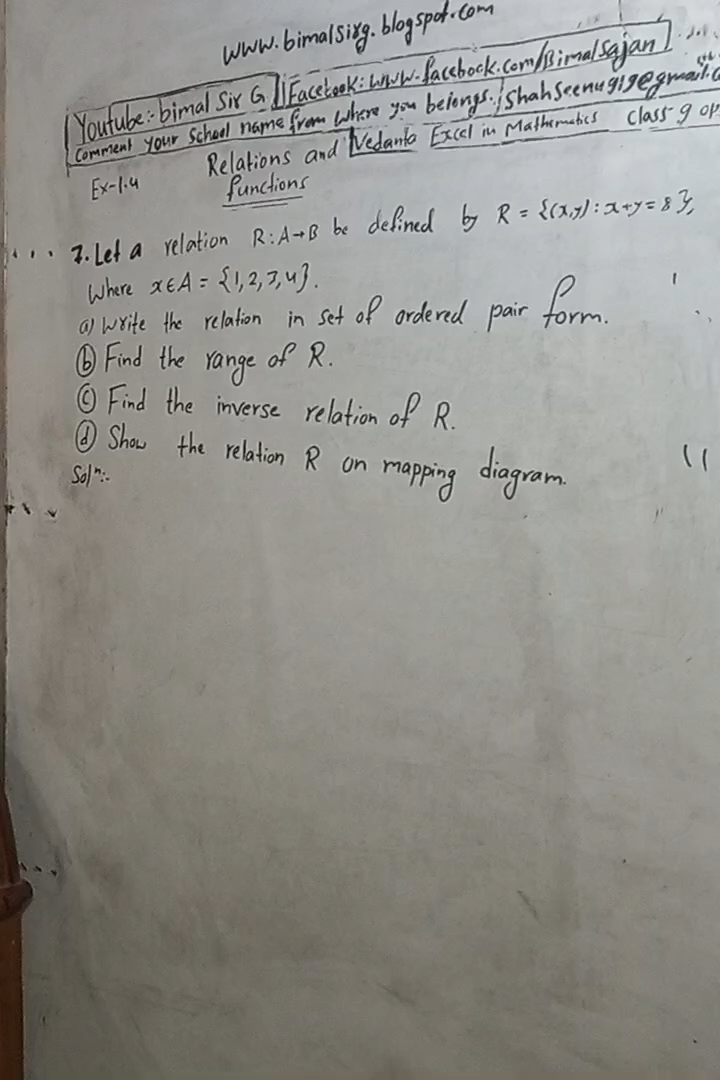 www.bimalsirg.blogspot.com
Youtube:- bimal Sir G || Facebook: www.facebook.com/Bimalsajan
Comment your School name from where you belongs. / Shahseenu919@gmail.c
Ex-1.4 Relations and Vedanta Excel in Mathematics Class 9 op
functions
7. Let a relation R: A→B be defined by R = {(x,y) : x+y = 8},
Where x∈A = {1,2,3,4}.
a) Write the relation in set of ordered pair form.
(b) Find the range of R.
(c) Find the inverse relation of R.
(d) Show the relation R on mapping diagram.
Solⁿ:-